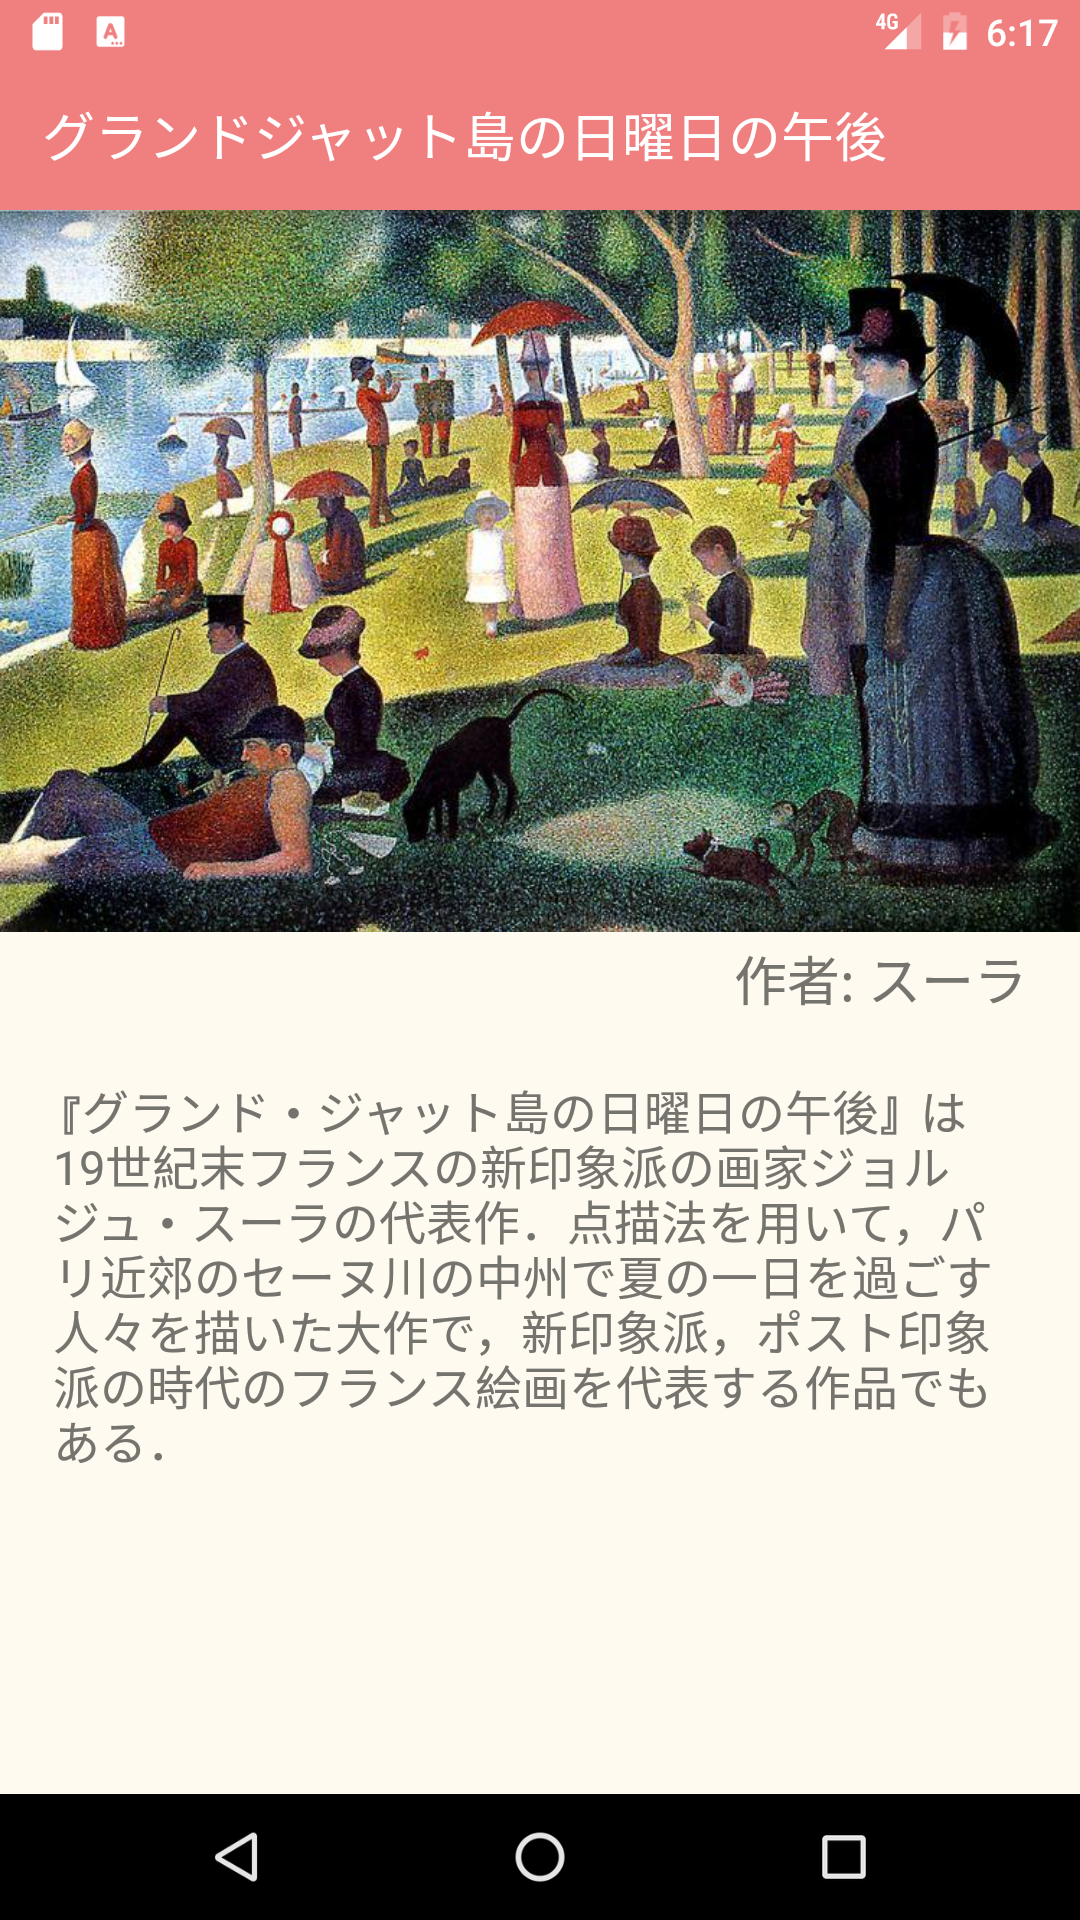 4G 6:17
グランドジャット島の日曜日の午後
作者: スーラ
『グランド・ジャット島の日曜日の午後』は
19世紀末フランスの新印象派の画家ジョル
ジュ・スーラの代表作．点描法を用いて，パ
リ近郊のセーヌ川の中州で夏の一日を過ごす
人々を描いた大作で，新印象派，ポスト印象
派の時代のフランス絵画を代表する作品でも
ある．